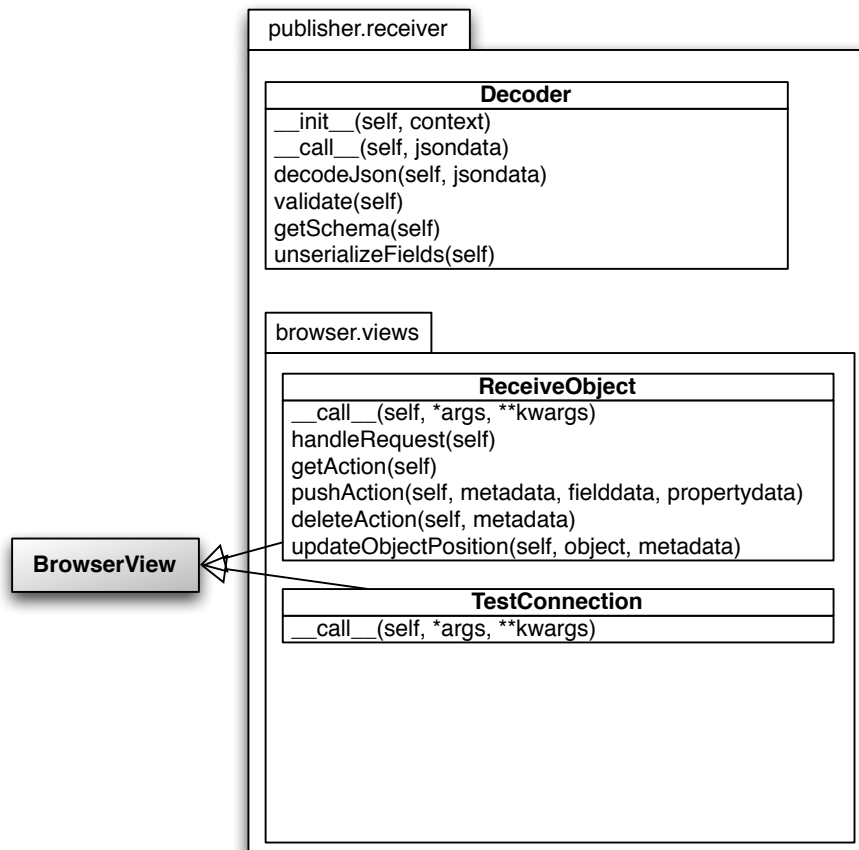 publisher.receiver
Decoder
__init__(self, context)
__call__(self, jsondata)
decodeJson(self, jsondata)
validate(self)
getSchema(self)
unserializeFields(self)
browser.views
ReceiveObject
__call__(self, *args, **kwargs)
handleRequest(self)
getAction(self)
pushAction(self, metadata, fielddata, propertydata)
deleteAction(self, metadata)
updateObjectPosition(self, object, metadata)
BrowserView
TestConnection
__call__(self, *args, **kwargs)